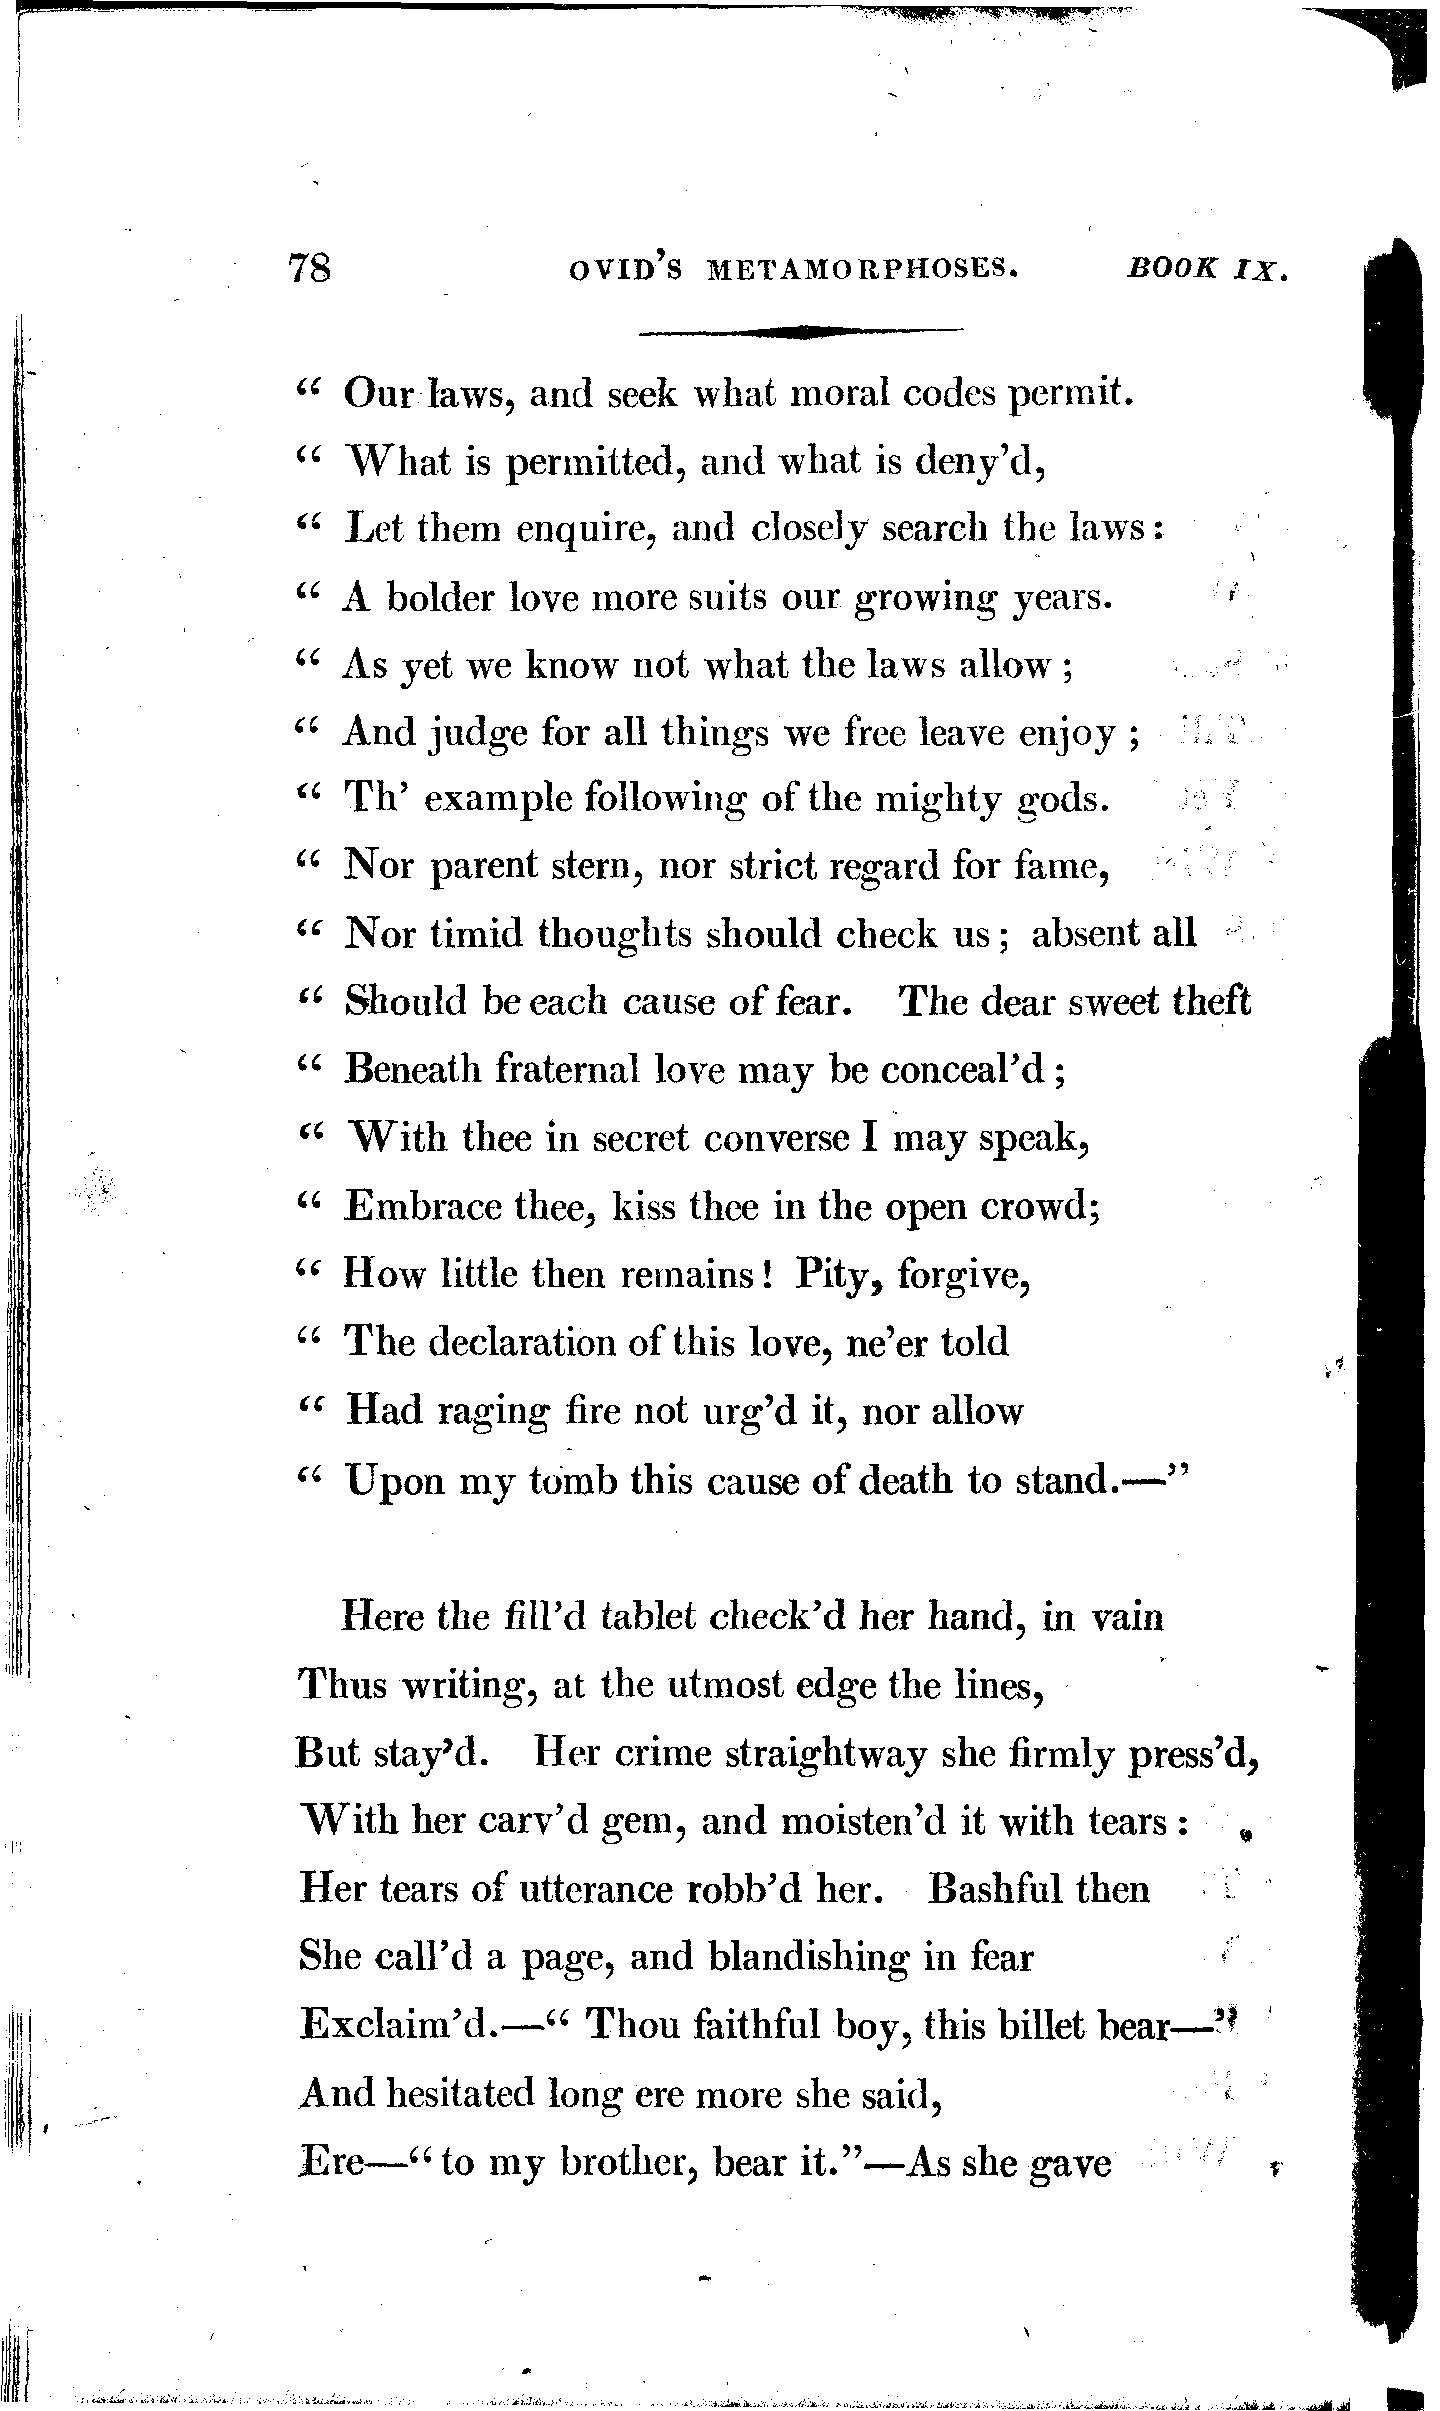 78 OVID'S METAMORPHOSES. BOOK IX.
“ Our laws, and seek what moral codes permit.
“ What is permitted, and what is deny'd,
“ Let them enquire, and closely search the laws:
“ A bolder love more suits our growing years.
“ As yet we know not what the laws allow ;
“ And judge for all things we free leave enjoy ;
“ Th' example following of the mighty gods.
“ Nor parent stern, nor strict regard for fame,
“ Nor timid thoughts should check us ; absent all
“ Should be each cause of fear. The dear sweet theft
“ Beneath fraternal love may be conceal'd ;
“ With thee in secret converse I may speak,
“ Embrace thee, kiss thee in the open crowd;
“ How little then remains! Pity, forgive,
“ The declaration of this love, ne'er told
“ Had raging fire not urg'd it, nor allow
“ Upon my tomb this cause of death to stand.—”
Here the fill'd tablet check'd her hand, in vain
Thus writing, at the utmost edge the lines,
But stay'd. Her crime straightway she firmly press'd,
With her carv'd gem, and moisten'd it with tears :
Her tears of utterance robb'd her. Bashful then
She call'd a page, and blandishing in fear
Exclaim'd.—“ Thou faithful boy, this billet bear—”
And hesitated long ere more she said,
Ere—“ to my brother, bear it.”—As she gave